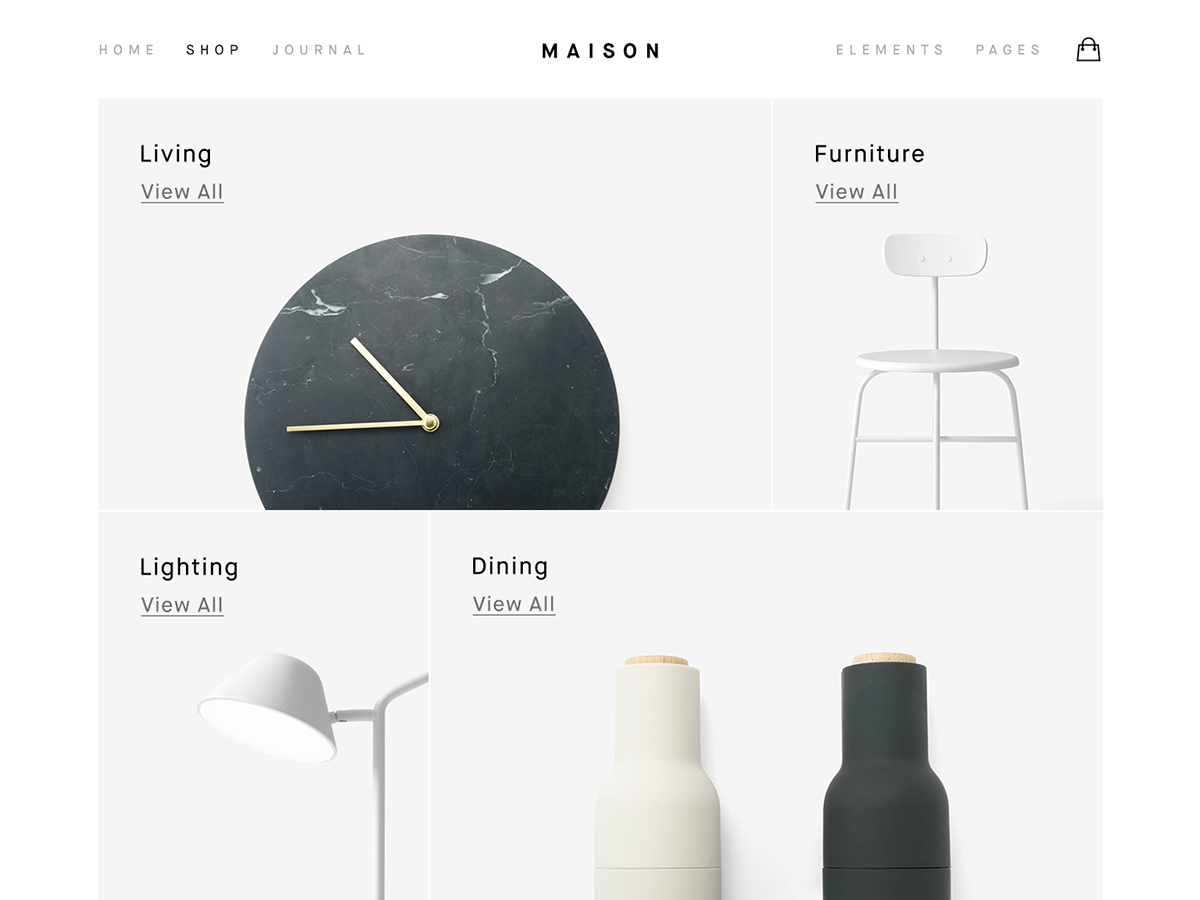 HOME SHOP JOURNAL MAISON ELEMENTS PAGES
Living
View All
Furniture
View All
Lighting
View All
Dining
View All